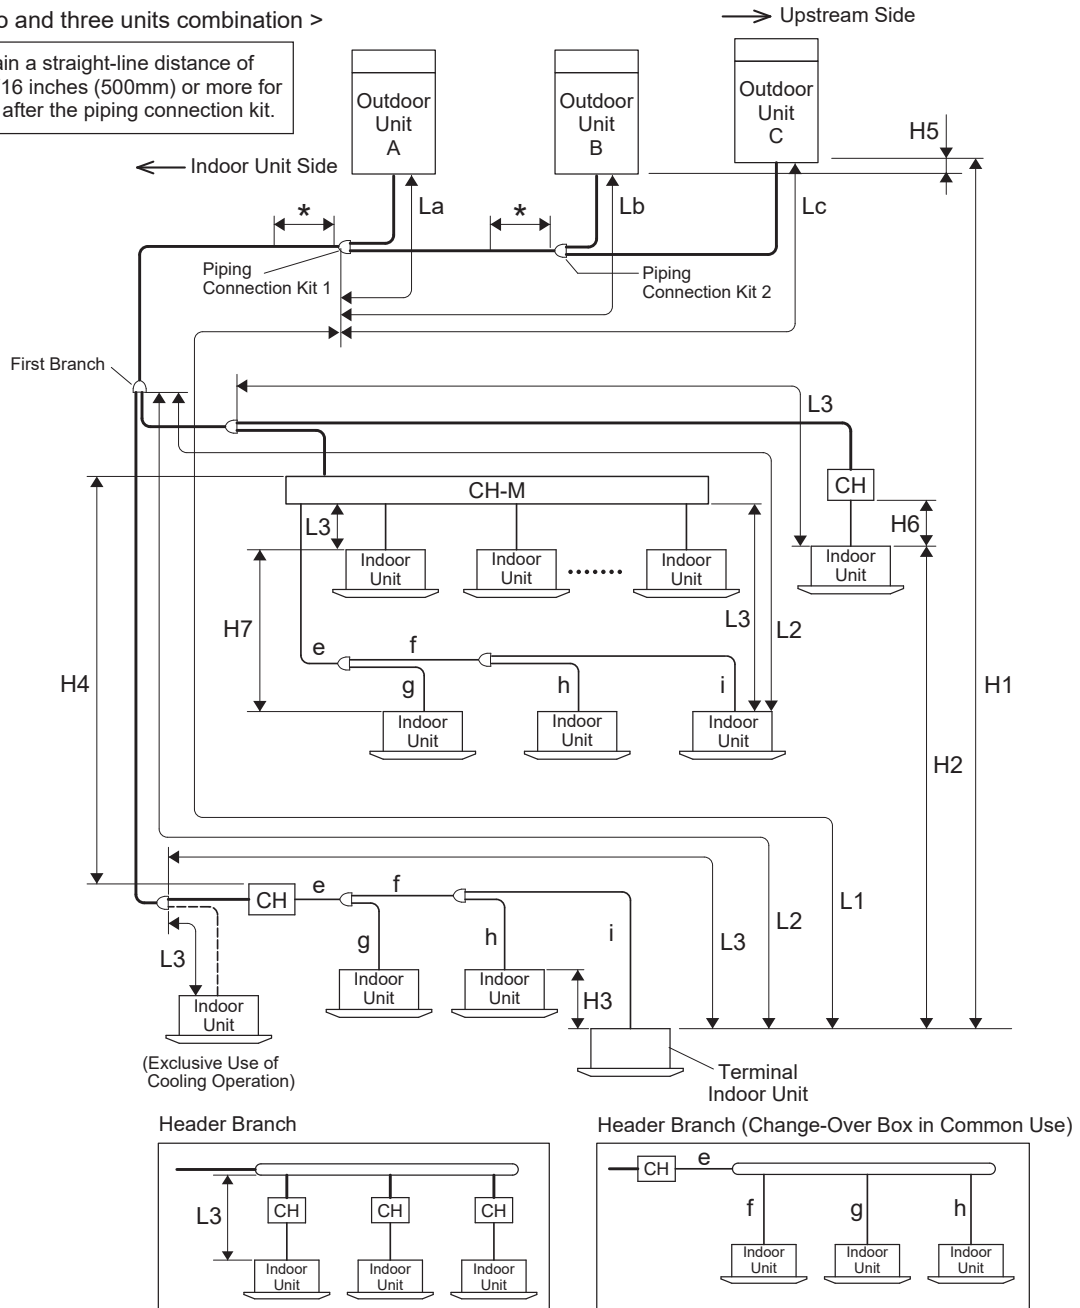 o and three units combination >
Upstream Side
ain a straight-line distance of
/16 inches (500mm) or more for
after the piping connection kit.
Outdoor
Unit
A
Outdoor
Unit
B
Outdoor
Unit
C
H5
Indoor Unit Side
La
Lb
Lc
*
*
Piping
Connection Kit 1
Piping
Connection Kit 2
First Branch
L3
CH-M
CH
L3
H6
Indoor
Unit
Indoor
Unit
Indoor
Unit
Indoor
Unit
H7
L3
L2
e
f
g
h
i
H4
H1
Indoor
Unit
Indoor
Unit
Indoor
Unit
H2
CH
e
f
g
h
i
L3
L3
L2
L1
Indoor
Unit
Indoor
Unit
H3
Indoor
Unit
(Exclusive Use of
Cooling Operation)
Terminal
Indoor Unit
Header Branch
L3
CH
CH
CH
Indoor
Unit
Indoor
Unit
Indoor
Unit
Header Branch (Change-Over Box in Common Use)
CH
e
f
g
h
Indoor
Unit
Indoor
Unit
Indoor
Unit